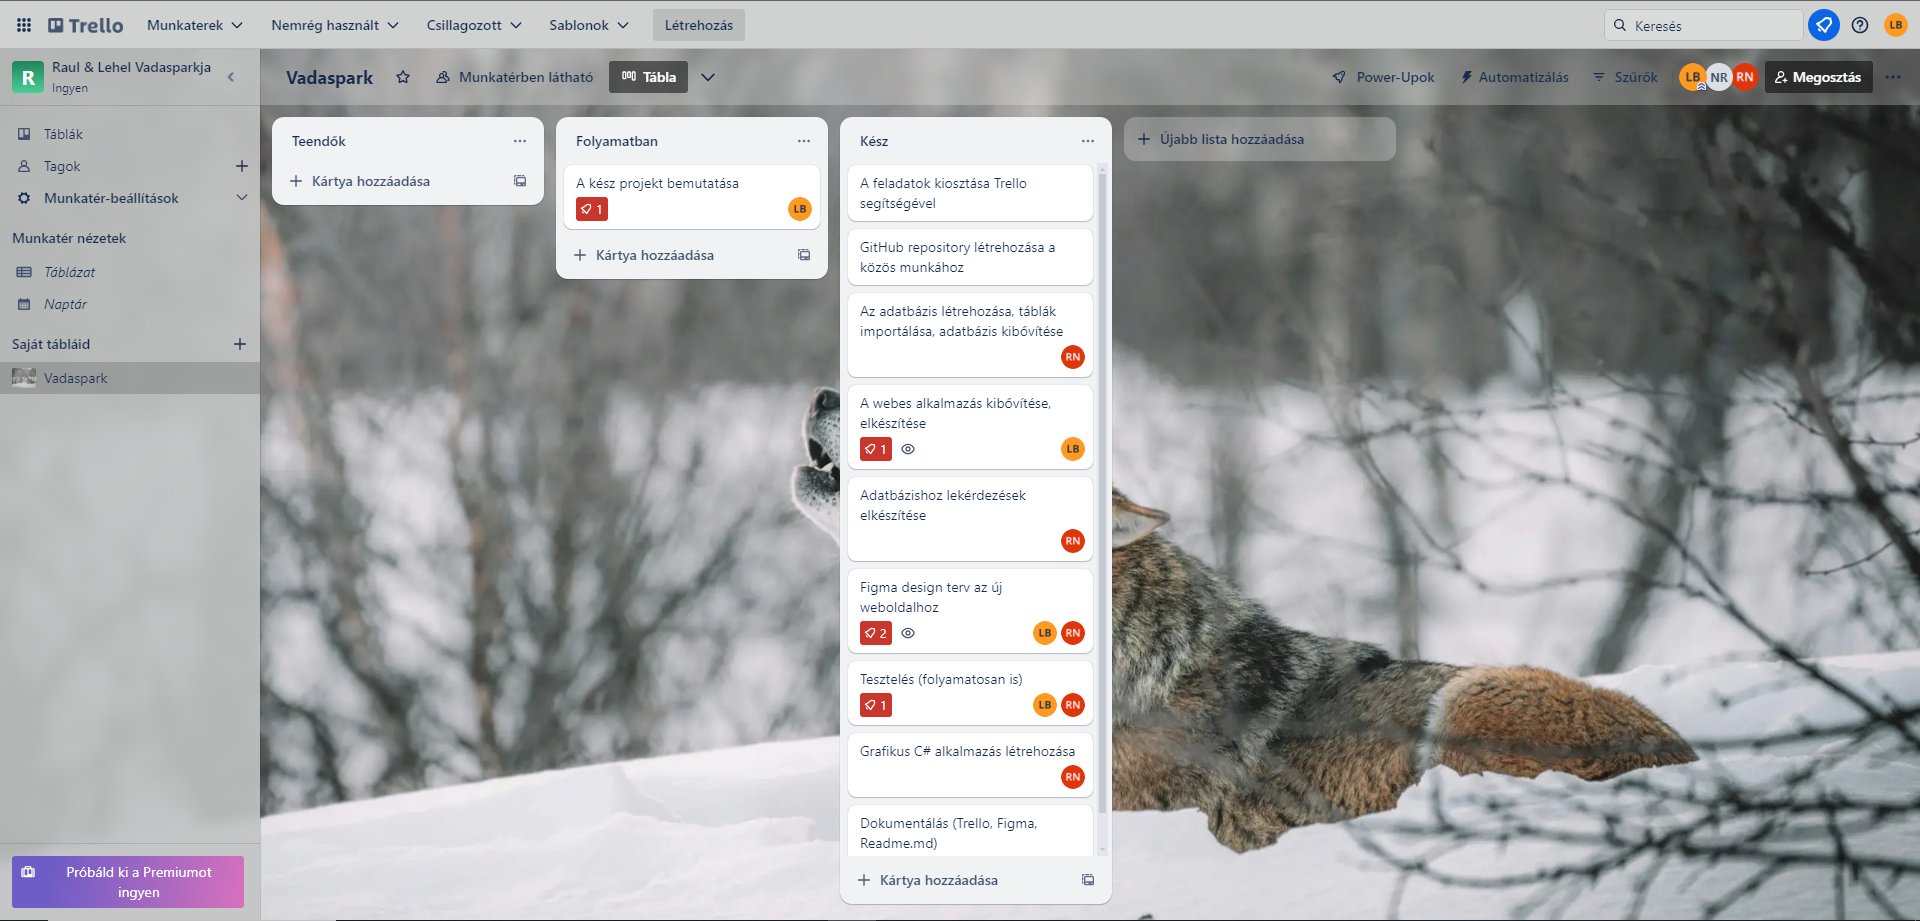 Trello
Munkaterek
Nemrég használt
Csillagozott
Sablonok
Létrehozás
Keresés
LB
R
Raul & Lehel Vadasparkja
Ingyen
Vadaspark
Munkatérben látható
Tábla
Power-Upok
Automatizálás
Szűrők
LB
NR
RN
Megosztás
Táblák
Tagok
Munkatér-beállítások
Munkatér nézetek
Táblázat
Naptár
Saját tábláid
Vadaspark
Próbáld ki a Premiumot
ingyen
Teendők
Kártya hozzáadása
Folyamatban
A kész projekt bemutatása
1
LB
Kártya hozzáadása
Kész
A feladatok kiosztása Trello
segítségével
GitHub repository létrehozása a
közös munkához
Az adatbázis létrehozása, táblák
importálása, adatbázis kibővítése
RN
A webes alkalmazás kibővítése,
elkészítése
1
LB
Adatbázishoz lekérdezések
elkészítése
RN
Figma design terv az új
weboldalhoz
2
LB RN
Tesztelés (folyamatosan is)
1
LB RN
Grafikus C# alkalmazás létrehozása
RN
Dokumentálás (Trello, Figma,
Readme.md)
Kártya hozzáadása
Újabb lista hozzáadása